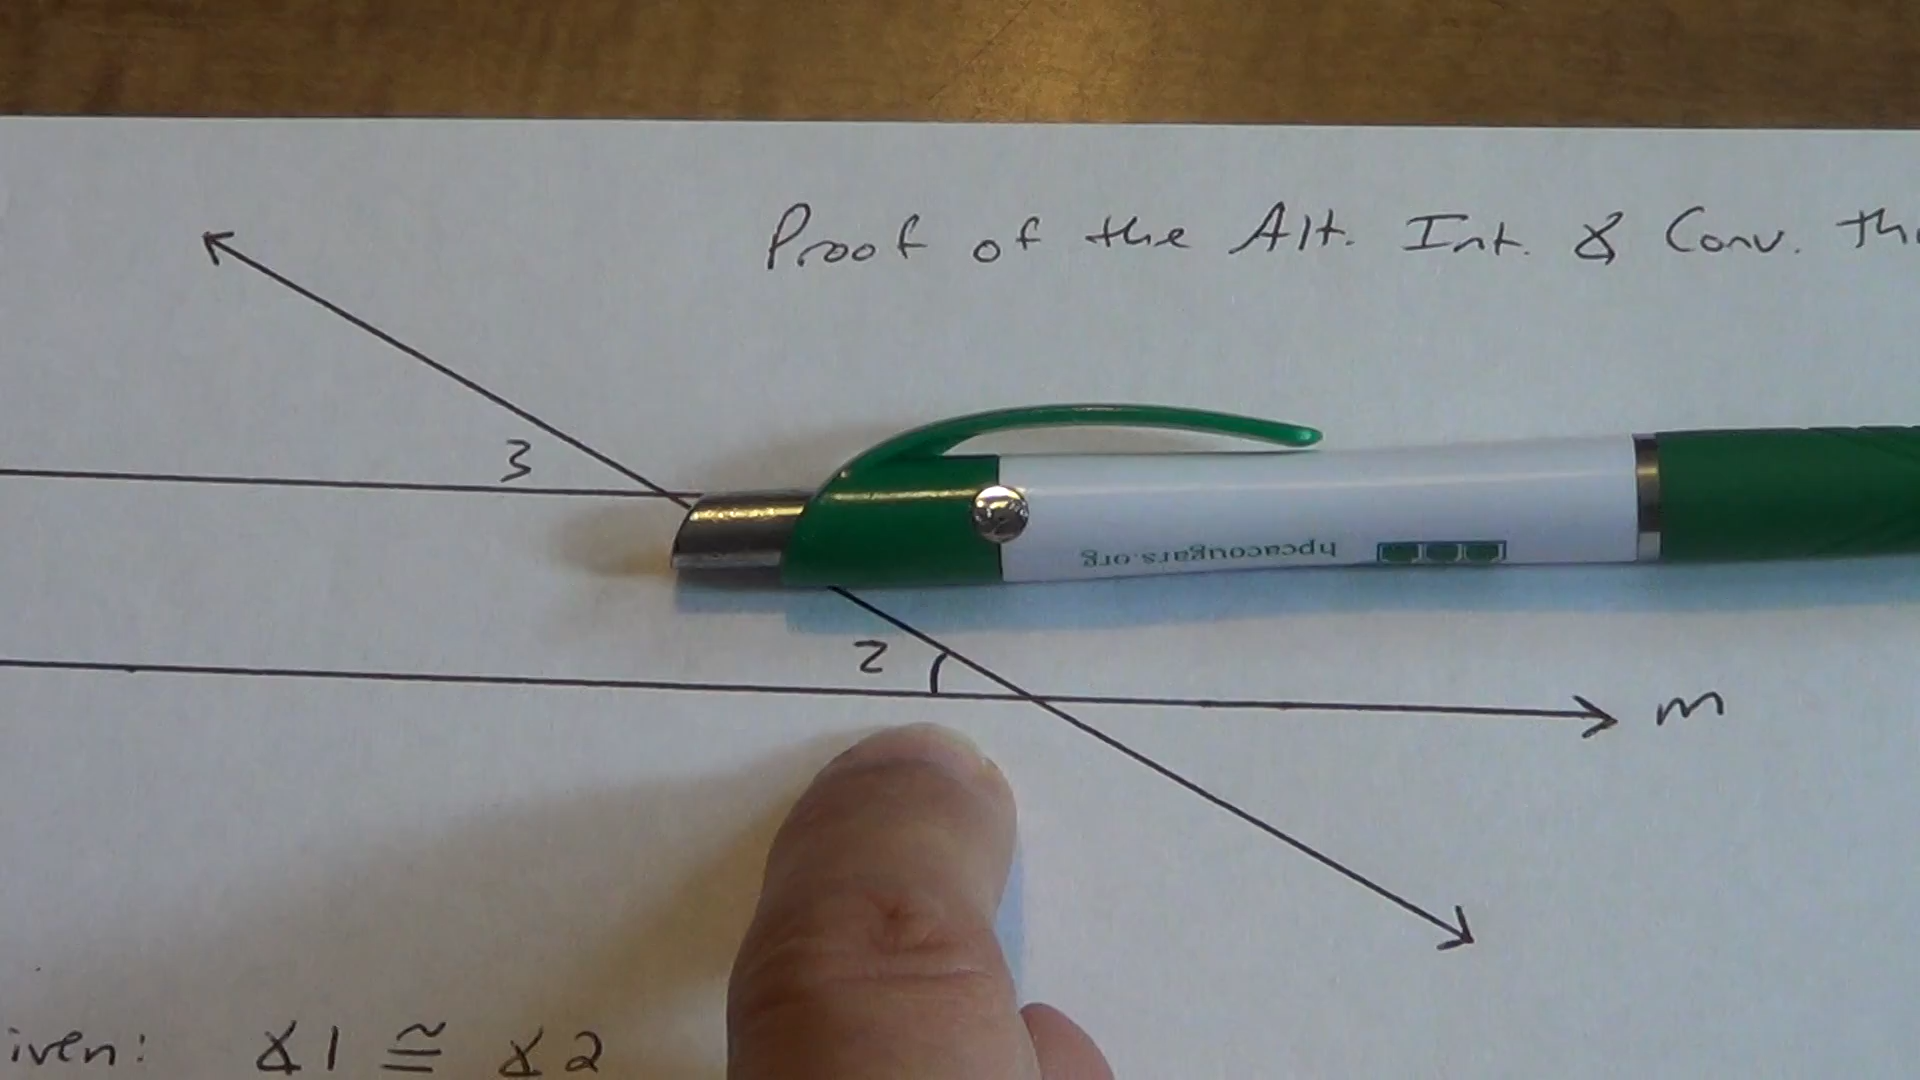 Proof of the Alt. Int. ∡ Conv. th
3
hpcacougars.org
2
m
iven: ∡1 ≅ ∡2